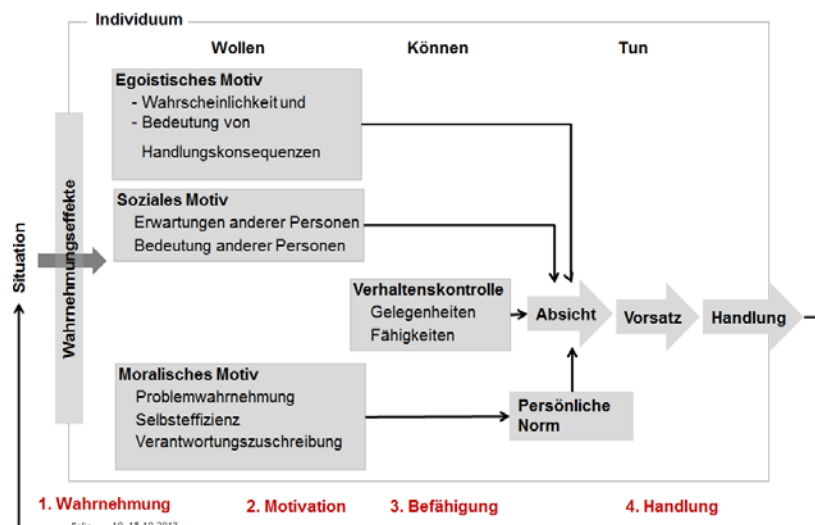 Individuum
Wollen Können Tun
Egoistisches Motiv
- Wahrscheinlichkeit und
- Bedeutung von
Handlungskonsequenzen
Soziales Motiv
Erwartungen anderer Personen
Bedeutung anderer Personen
Situation
Wahrnehmungseffekte
Verhaltenskontrolle
Gelegenheiten
Fähigkeiten
Absicht
Vorsatz
Handlung
Moralisches Motiv
Problemwahrnehmung
Selbsteffizienz
Verantwortungszuschreibung
Persönliche
Norm
1. Wahrnehmung 2. Motivation 3. Befähigung 4. Handlung